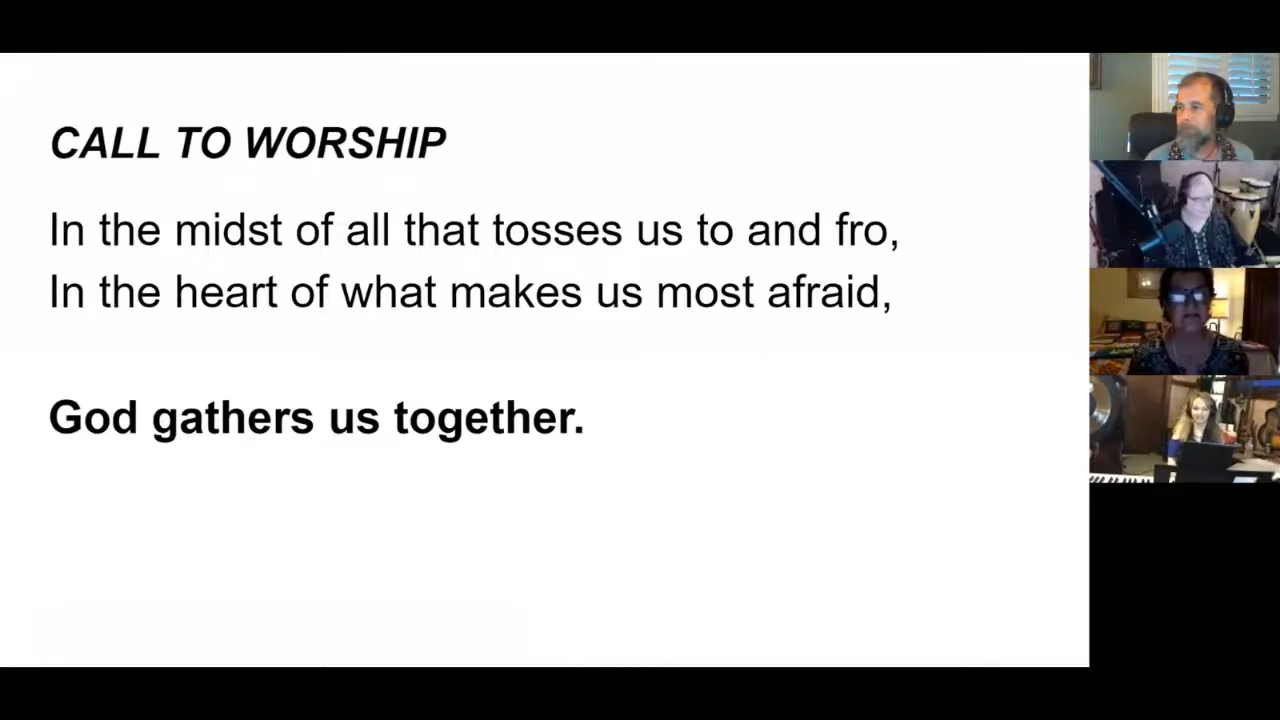 CALL TO WORSHIP
In the midst of all that tosses us to and fro,
In the heart of what makes us most afraid,
God gathers us together.